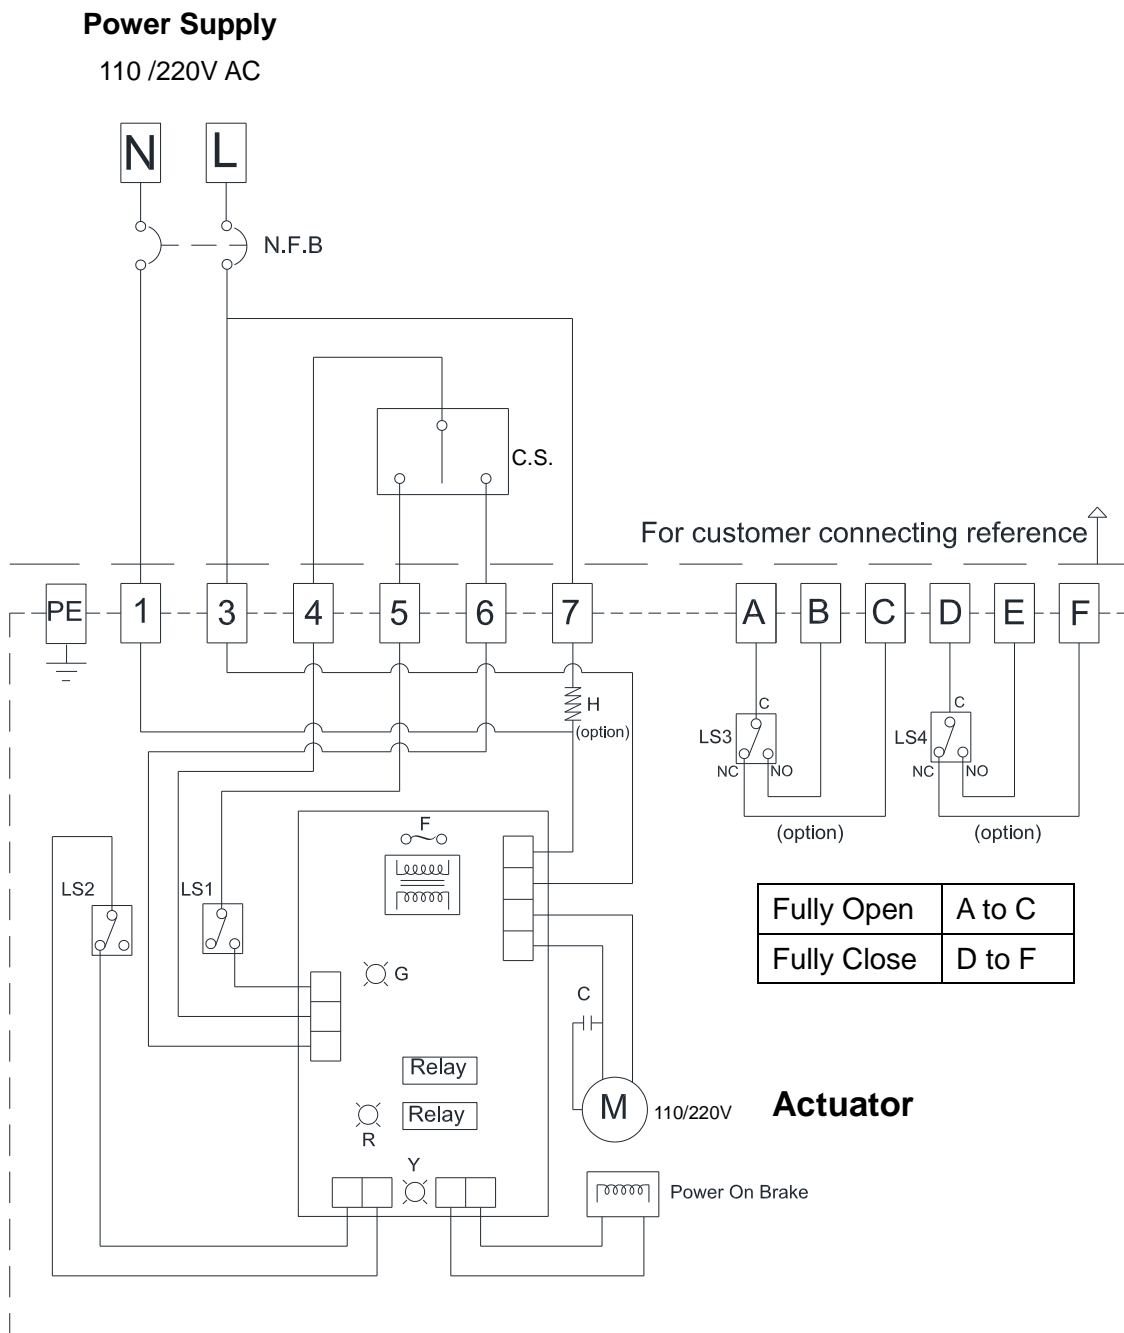 Power Supply
110 /220V AC
N L
N.F.B
C.S.
For customer connecting reference
PE 1 3 4 5 6 7 A B C D E F
H
(option)
C
LS3
NC NO
(option)
C
LS4
NC NO
(option)
F
LS2
LS1
Fully Open A to C
Fully Close D to F
G
C
Relay
Relay
R
M
110/220V
Actuator
Y
Power On Brake